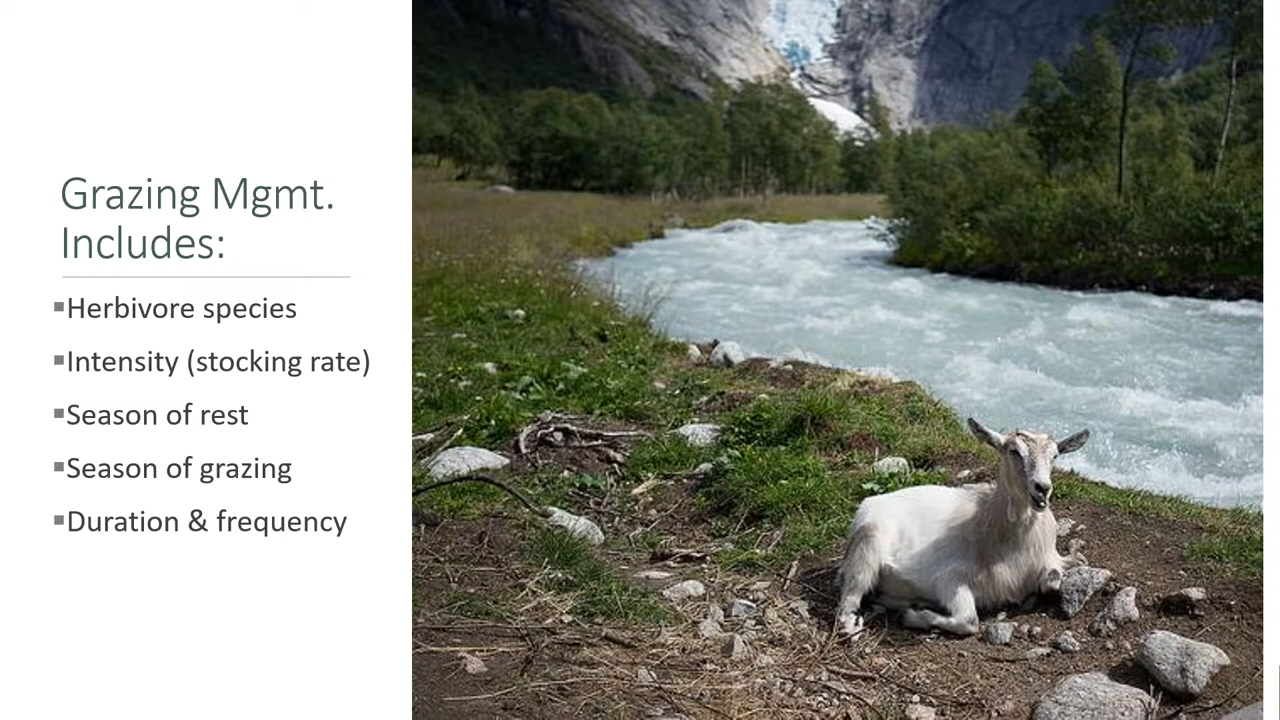 Grazing Mgmt.
Includes:
▪Herbivore species
▪Intensity (stocking rate)
▪Season of rest
▪Season of grazing
▪Duration & frequency